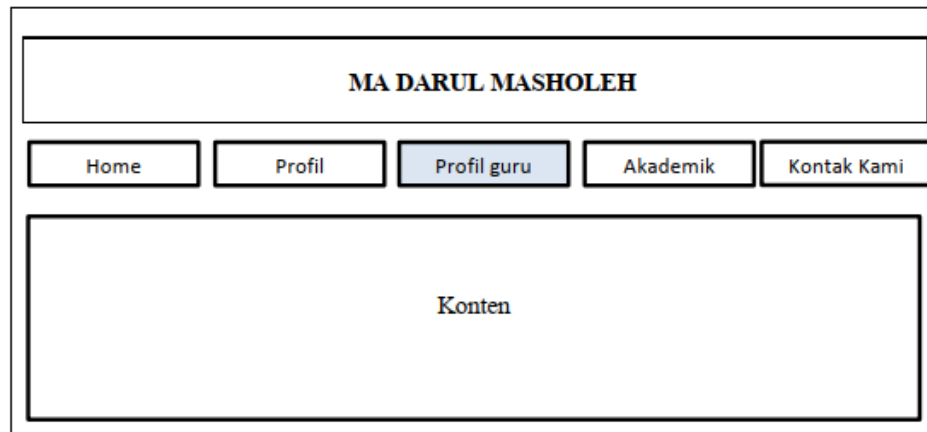 MA DARUL MASHOLEH
Home Profil Profil guru Akademik Kontak Kami
Konten